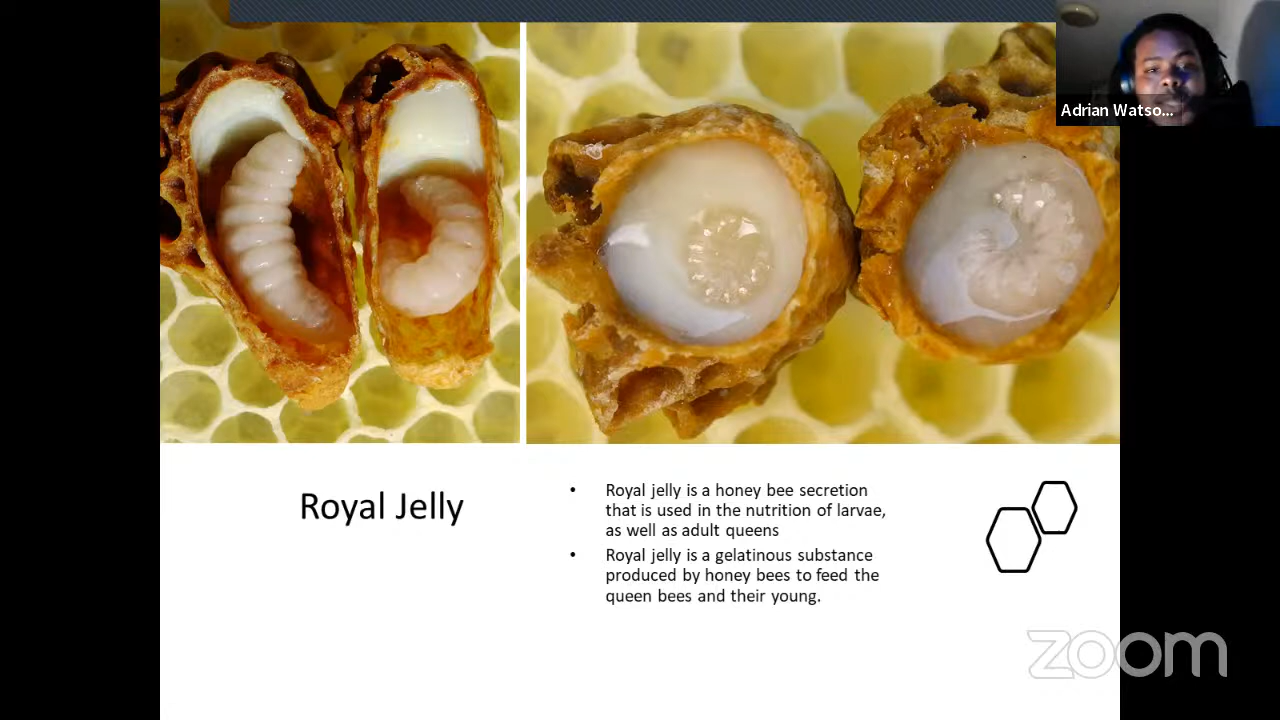 Adrian Watso...
Royal Jelly
• Royal jelly is a honey bee secretion
that is used in the nutrition of larvae,
as well as adult queens
• Royal jelly is a gelatinous substance
produced by honey bees to feed the
queen bees and their young.
zoom